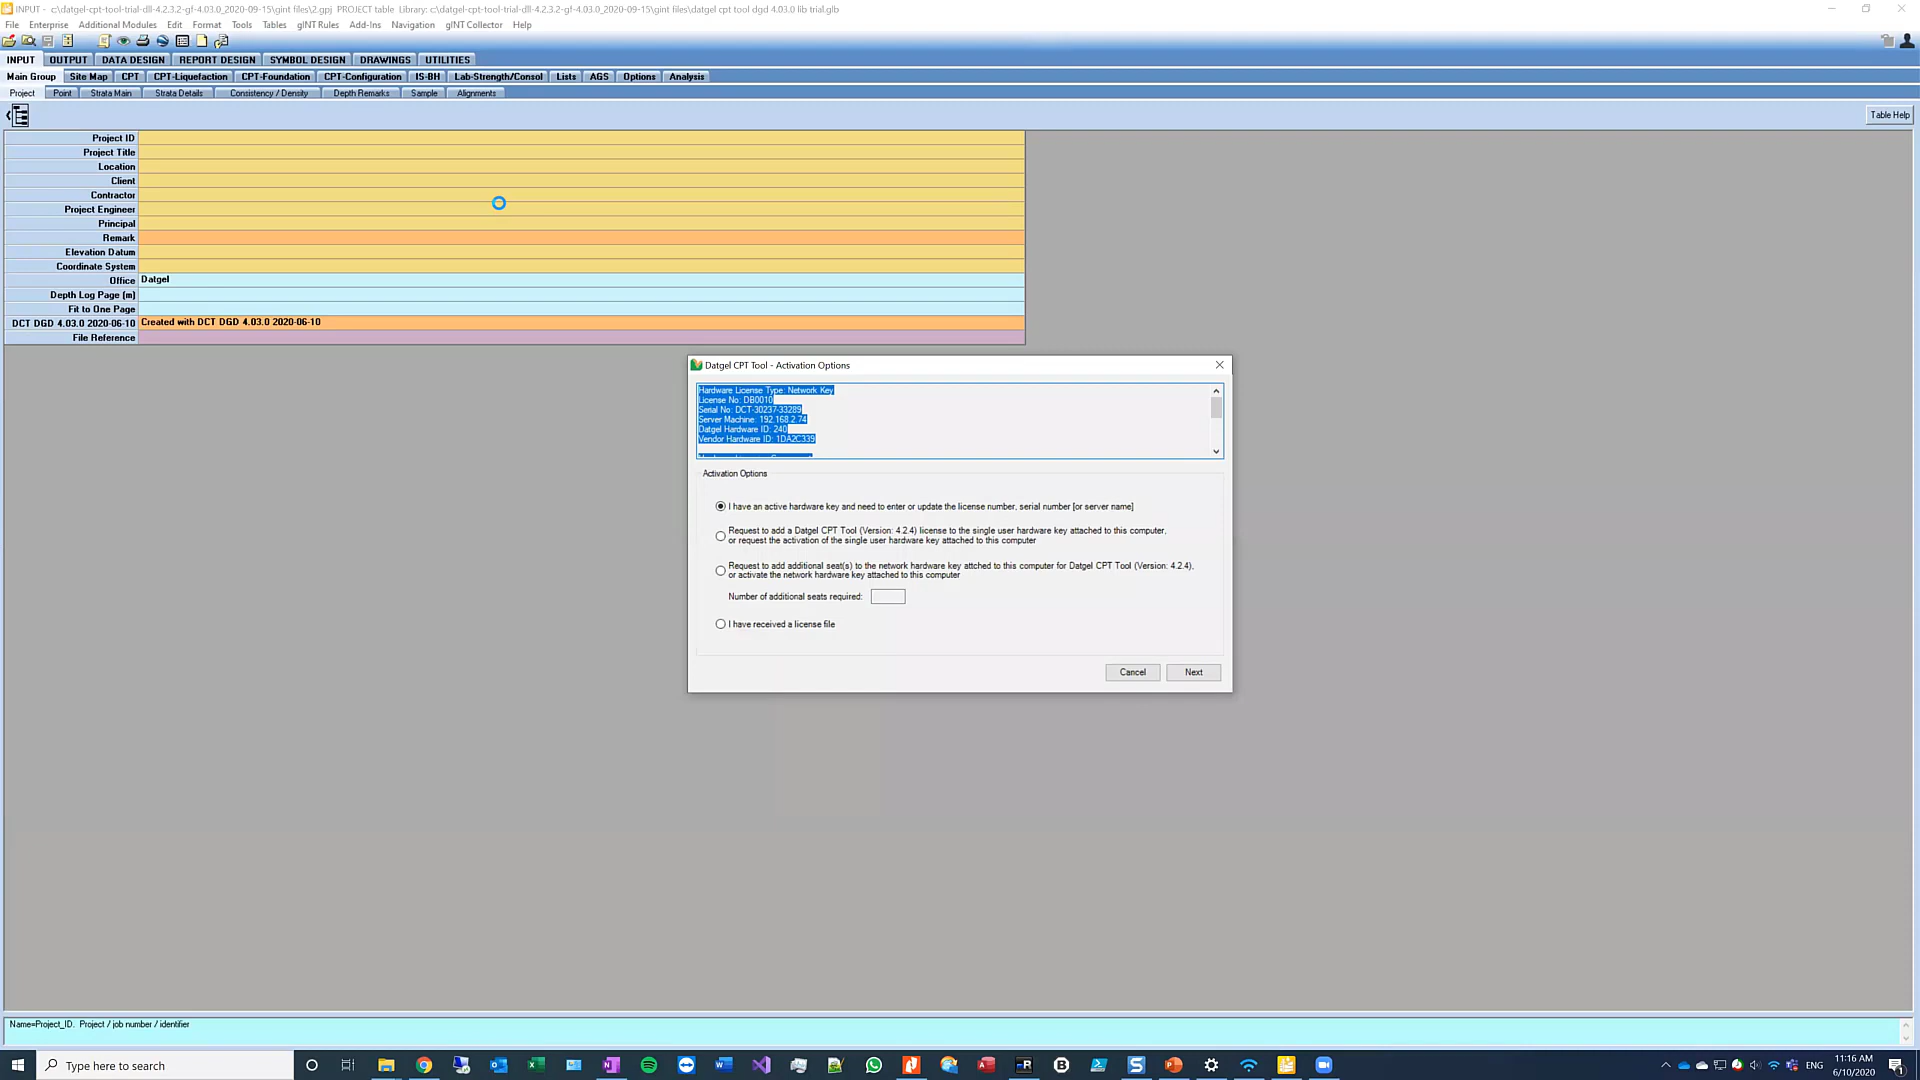 INPUT - c:\datgel-cpt-tool-trial-dll-4.2.3.2-gf-4.03.0_2020-09-15\gint files\2.gpj PROJECT table Library: c:\datgel-cpt-tool-trial-dll-4.2.3.2-gf-4.03.0_2020-09-15\gint files\datgel cpt tool dgd 4.03.0 lib trial.glb
File Enterprise Additional Modules Edit Format Tools Tables gINT Rules Add-Ins Navigation gINT Collector Help
INPUT OUTPUT DATA DESIGN REPORT DESIGN SYMBOL DESIGN DRAWINGS UTILITIES
Main Group Site Map CPT CPT-Liquefaction CPT-Foundation CPT-Configuration IS-BH Lab-Strength/Consol Lists AGS Options Analysis
Project Point Strata Main Strata Details Consistency / Density Depth Remarks Sample Alignments
Table Help
Project ID
Project Title
Location
Client
Contractor
Project Engineer
Principal
Remark
Elevation Datum
Coordinate System
Office Datgel
Depth Log Page (m)
Fit to One Page
DCT DGD 4.03.0 2020-06-10 Created with DCT DGD 4.03.0 2020-06-10
File Reference
Datgel CPT Tool - Activation Options
Hardware License Type: Network Key
License No: DB0010
Serial No: DCT-30237-33289
Server Machine: 192.168.2.74
Datgel Hardware ID: 240
Vendor Hardware ID: 1DA2C339
Activation Options
I have an active hardware key and need to enter or update the license number, serial number [or server name]
Request to add a Datgel CPT Tool (Version: 4.2.4) license to the single user hardware key attached to this computer,
or request the activation of the single user hardware key attached to this computer
Request to add additional seat(s) to the network hardware key attched to this computer for Datgel CPT Tool (Version: 4.2.4),
or activate the network hardware key attached to this computer
Number of additional seats required:
I have received a license file
Cancel Next
Name=Project_ID. Project / job number / identifier
Type here to search
ENG
11:16 AM
6/10/2020